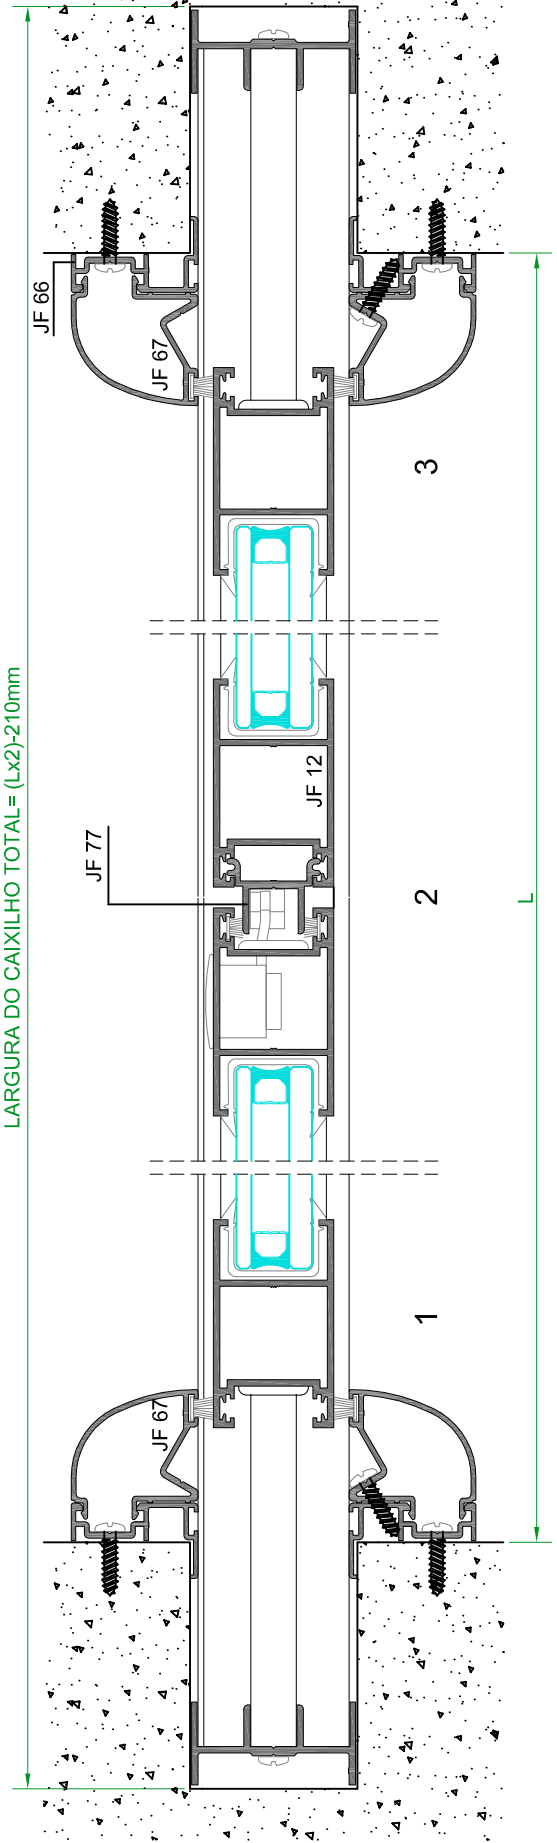 JF 66
JF 67
3
LARGURA DO CAIXILHO TOTAL= (Lx2)-210mm
JF 12
JF 77
2
L
1
JF 67